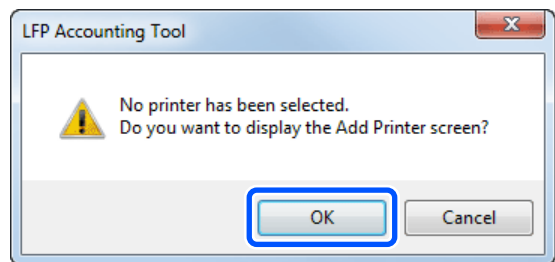 LFP Accounting Tool
No printer has been selected.
Do you want to display the Add Printer screen?
OK
Cancel